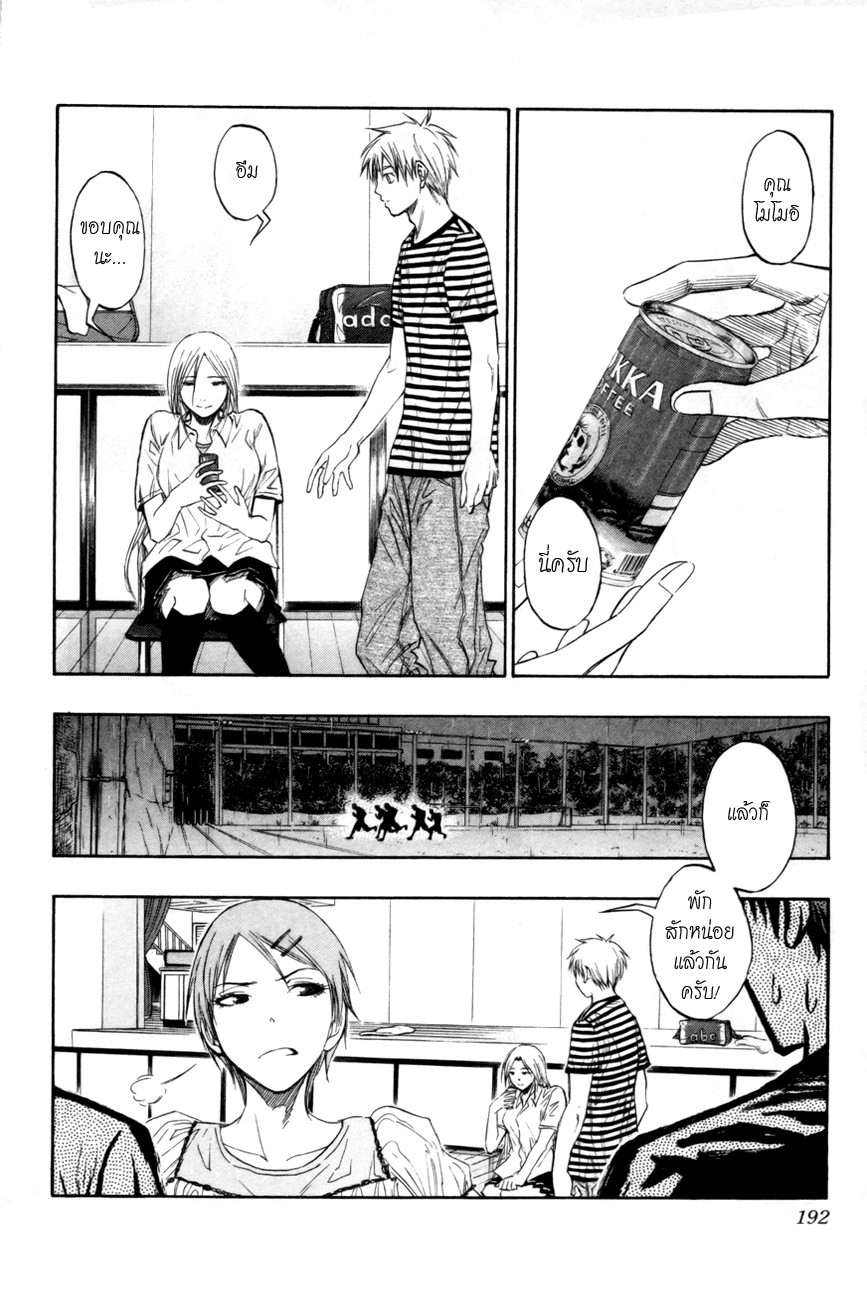 คุณ
โมโมอิ
KKA
OFFEE
นี่ครับ
อืม
ขอบคุณ
นะ...
adc
แล้วก็
พัก
สักหน่อย
แล้วกัน
ครับ!
abc
192